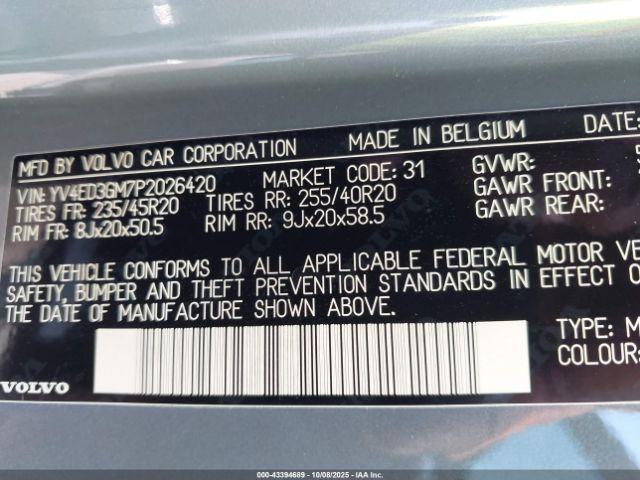 MFD BY VOLVO CAR CORPORATION MADE IN BELGIUM DATE:
VIN: YV4ED3GM7P2026420 MARKET CODE: 31 GVWR:
TIRES FR: 235/45R20 TIRES RR: 255/40R20 GAWR FRONT:
RIM FR: 8Jx20x50.5 RIM RR: 9Jx20x58.5 GAWR REAR:
THIS VEHICLE CONFORMS TO ALL APPLICABLE FEDERAL MOTOR VE
SAFETY, BUMPER AND THEFT PREVENTION STANDARDS IN EFFECT O
THE DATE OF MANUFACTURE SHOWN ABOVE.
TYPE: M
COLOUR:
VOLVO
000-43394689 - 10/08/2025 - IAA Inc.